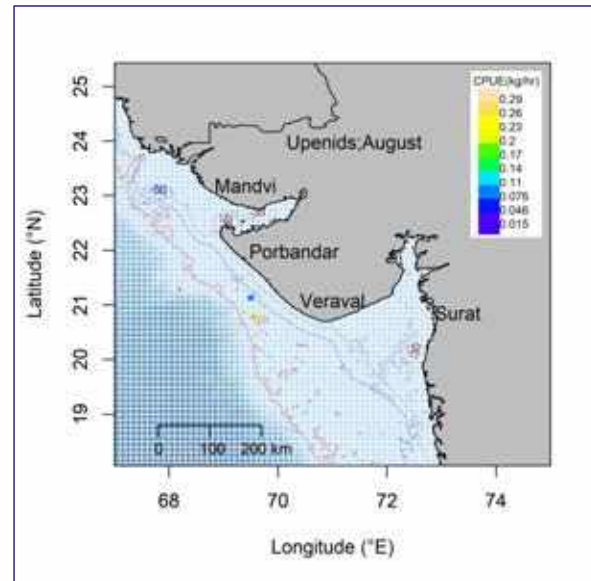 CPUE(kg/hr)
0.29
0.26
0.23
0.2
0.17
0.14
0.11
0.076
0.046
0.015
Upenids;August
Mandvi
Porbandar
Veraval
Surat
25
24
23
22
21
20
19
Latitude (°N)
0 100 200 km
68 70 72 74
Longitude (°E)